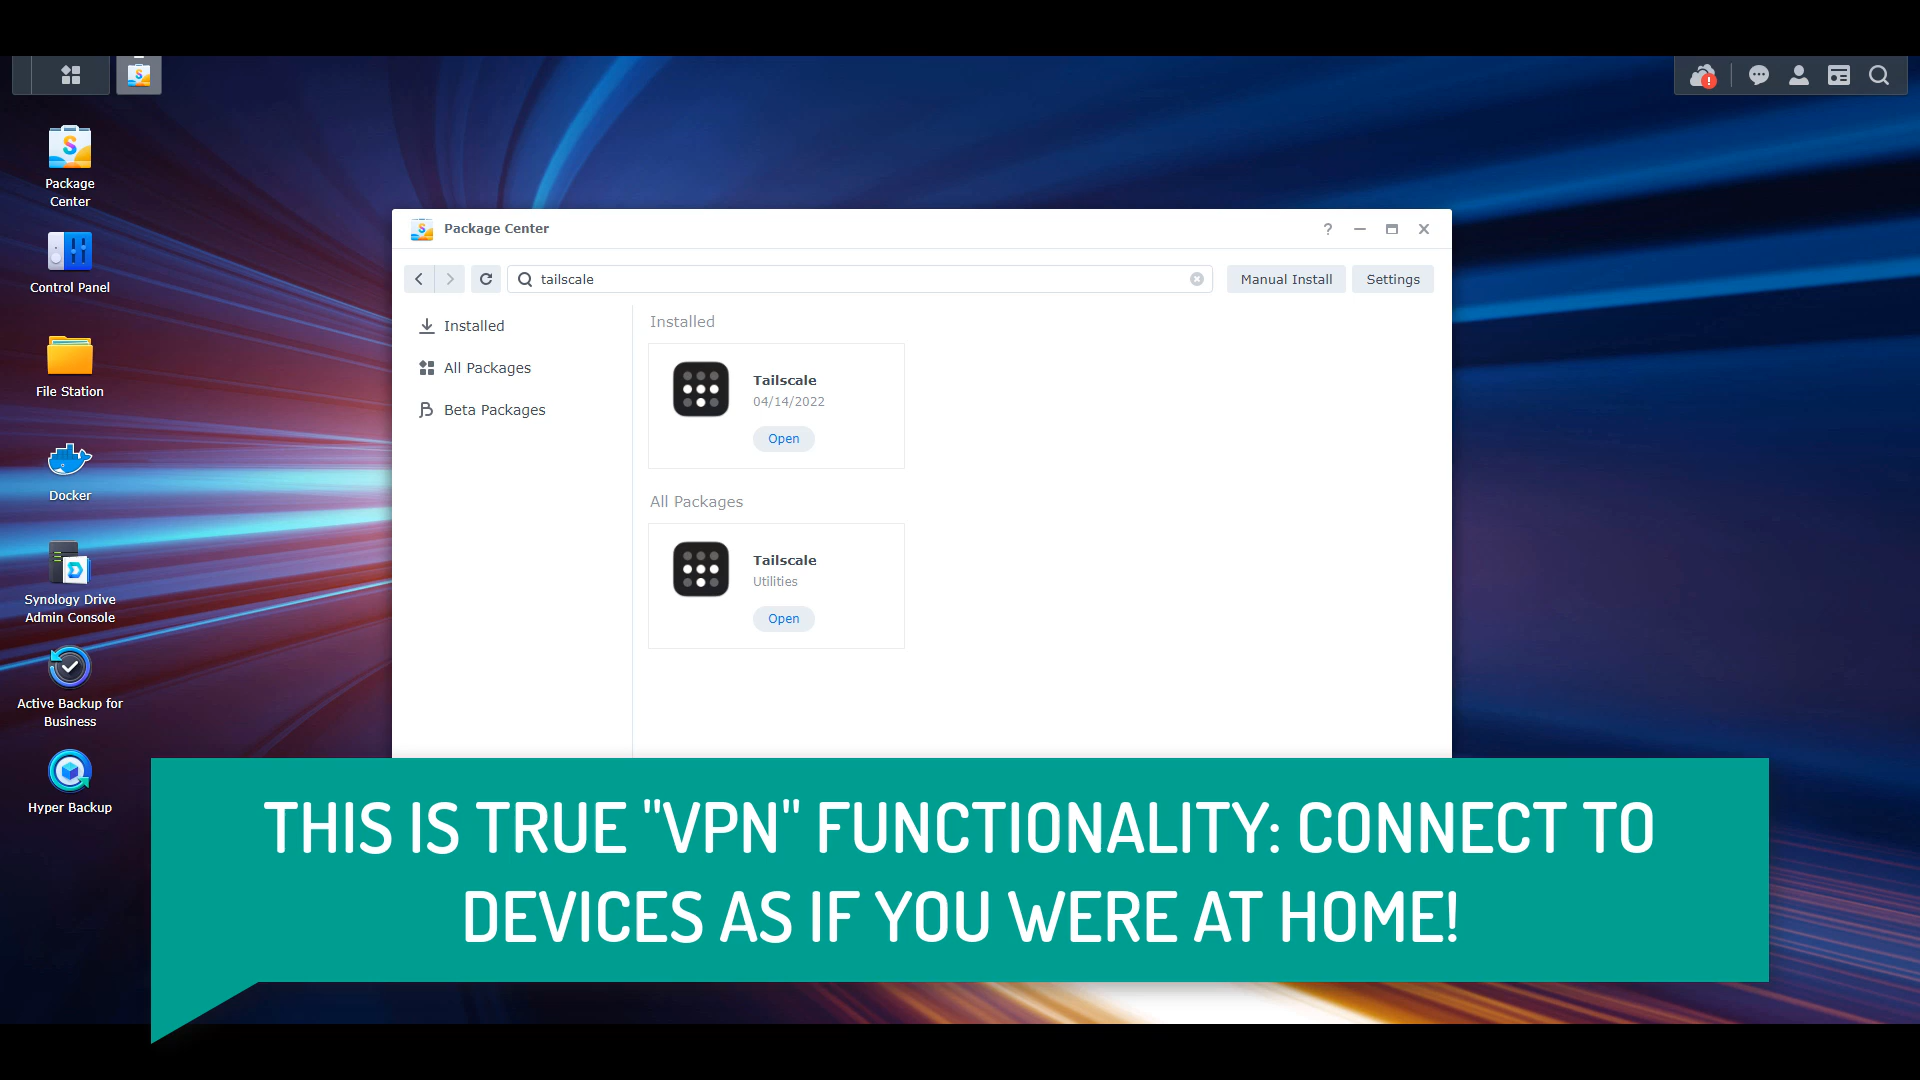 Package
Center
Control Panel
File Station
Docker
Synology Drive
Admin Console
Active Backup for
Business
Hyper Backup
Package Center
tailscale
Manual Install
Settings
Installed
All Packages
Beta Packages
Installed
Tailscale
04/14/2022
Open
All Packages
Tailscale
Utilities
Open
THIS IS TRUE "VPN" FUNCTIONALITY: CONNECT TO
DEVICES AS IF YOU WERE AT HOME!